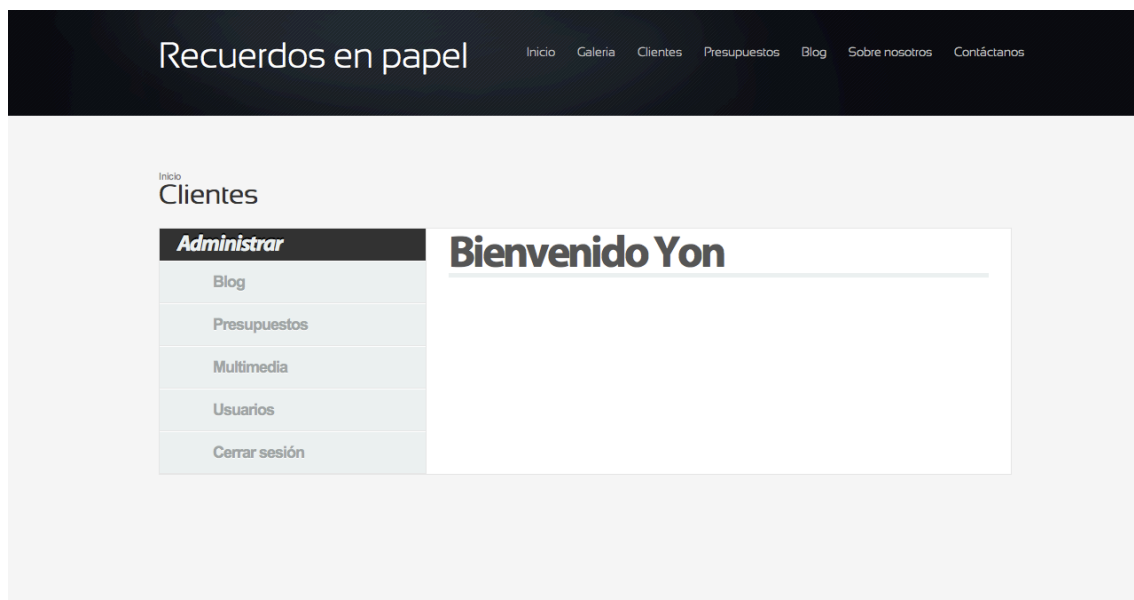 Recuerdos en papel
Inicio Galeria Clientes Presupuestos Blog Sobre nosotros Contáctanos
Inicio
Clientes
Administrar
Blog
Presupuestos
Multimedia
Usuarios
Cerrar sesión
Bienvenido Yon